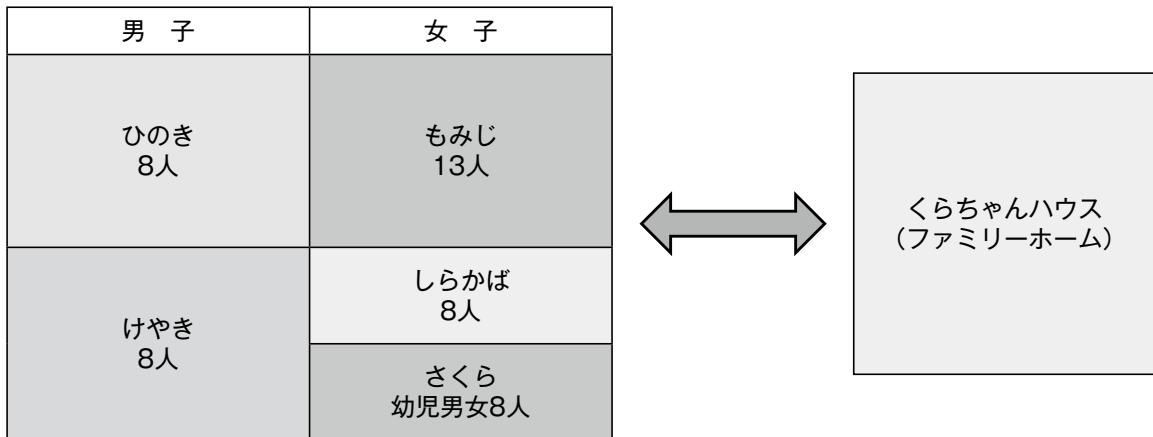 男　子
女　子
ひのき
8人
もみじ
13人
けやき
8人
しらかば
8人
さくら
幼児男女8人
くらちゃんハウス
（ファミリーホーム）